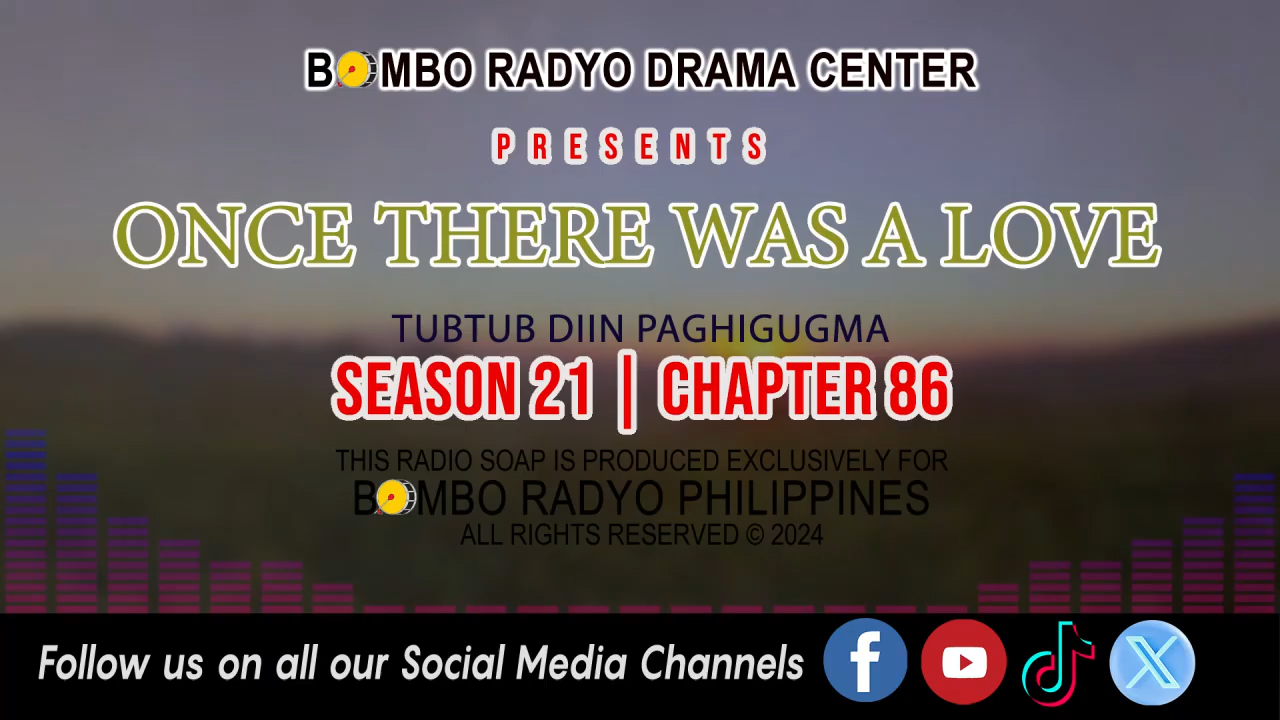 BOMBO RADYO DRAMA CENTER
PRESENTS
ONCE THERE WAS A LOVE
TUBTUB DIIN PAGHIGUGMA
SEASON 21 | CHAPTER 86
THIS RADIO SOAP IS PRODUCED EXCLUSIVELY FOR
BOMBO RADYO PHILIPPINES
ALL RIGHTS RESERVED © 2024
Follow us on all our Social Media Channels